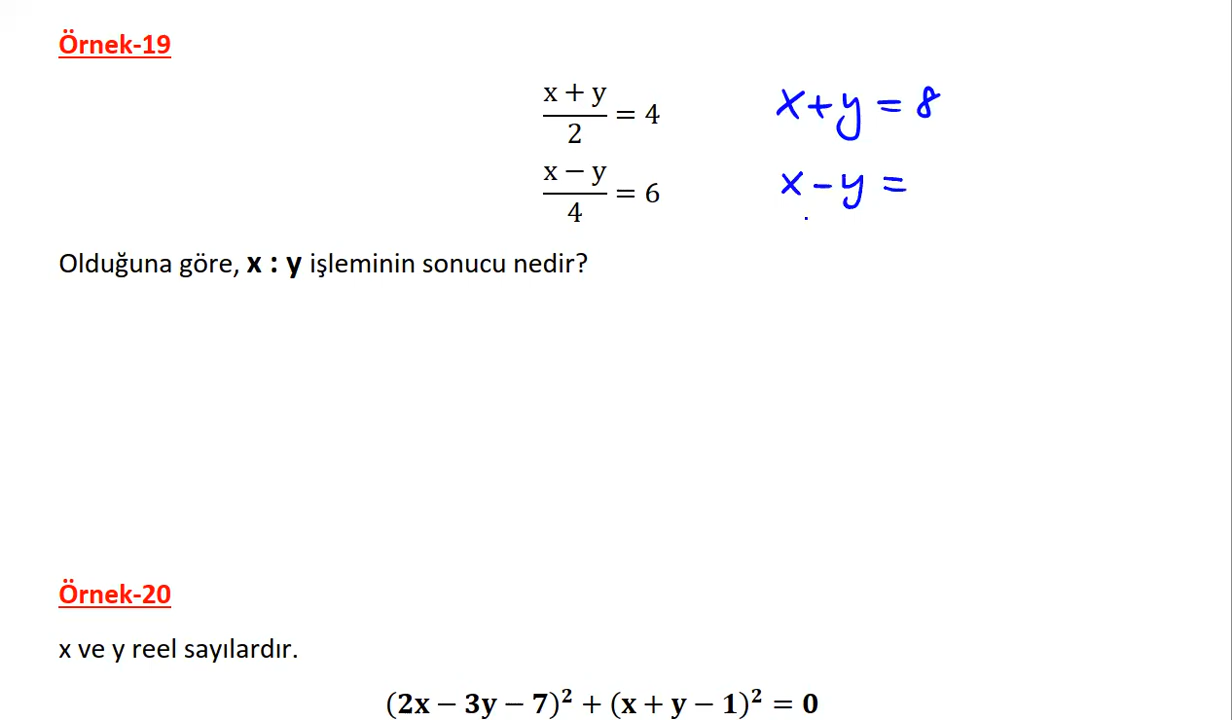 Örnek-19
x + y / 2 = 4
x + y = 8
x − y / 4 = 6
x − y =
Olduğuna göre, x : y işleminin sonucu nedir?
Örnek-20
x ve y reel sayılardır.
(2x − 3y − 7)² + (x + y − 1)² = 0